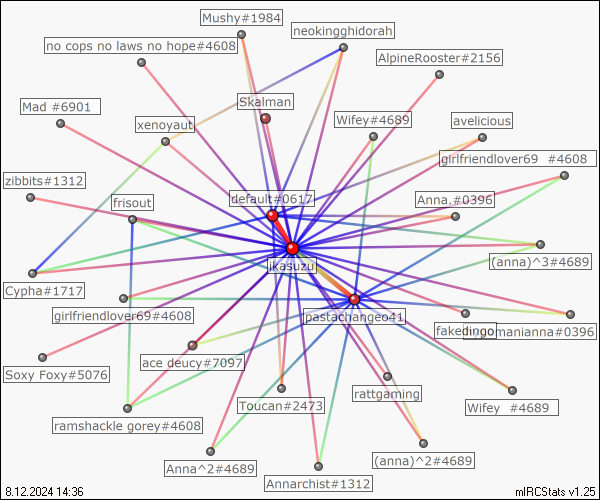 Mushy#1984
neokingghidorah
no cops no laws no hope#4608
AlpineRooster#2156
Skalman
Mad #6901
xenoyaut
Wifey#4689
avelicious
girlfriendlover69 #4608
zibbits#1312
frisout
default#0617
Anna.#0396
ikasuzu
(anna)^3#4689
Cypha#1717
girlfriendlover69#4608
pastachangeo41
fakedingo
omanianna#0396
ace deucy#7097
Soxy Foxy#5076
rattgaming
Toucan#2473
Wifey #4689
ramshackle gorey#4608
Anna^2#4689
(anna)^2#4689
Annarchist#1312
8.12.2024 14:36
mIRCStats v1.25